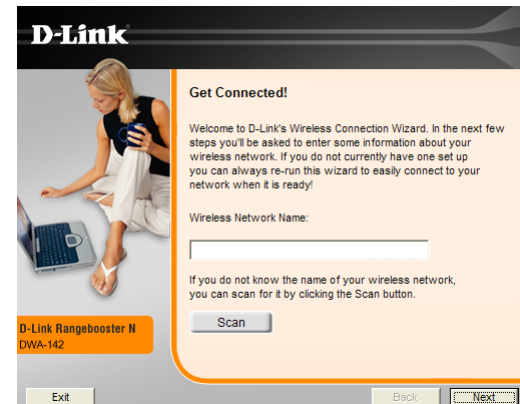 D-Link
Get Connected!
Welcome to D-Link's Wireless Connection Wizard. In the next few
steps you'll be asked to enter some information about your
wireless network. If you do not currently have one set up
you can always re-run this wizard to easily connect to your
network when it is ready!
Wireless Network Name:
If you do not know the name of your wireless network,
you can scan for it by clicking the Scan button.
Scan
D-Link Rangebooster N
DWA-142
Exit
Back
Next